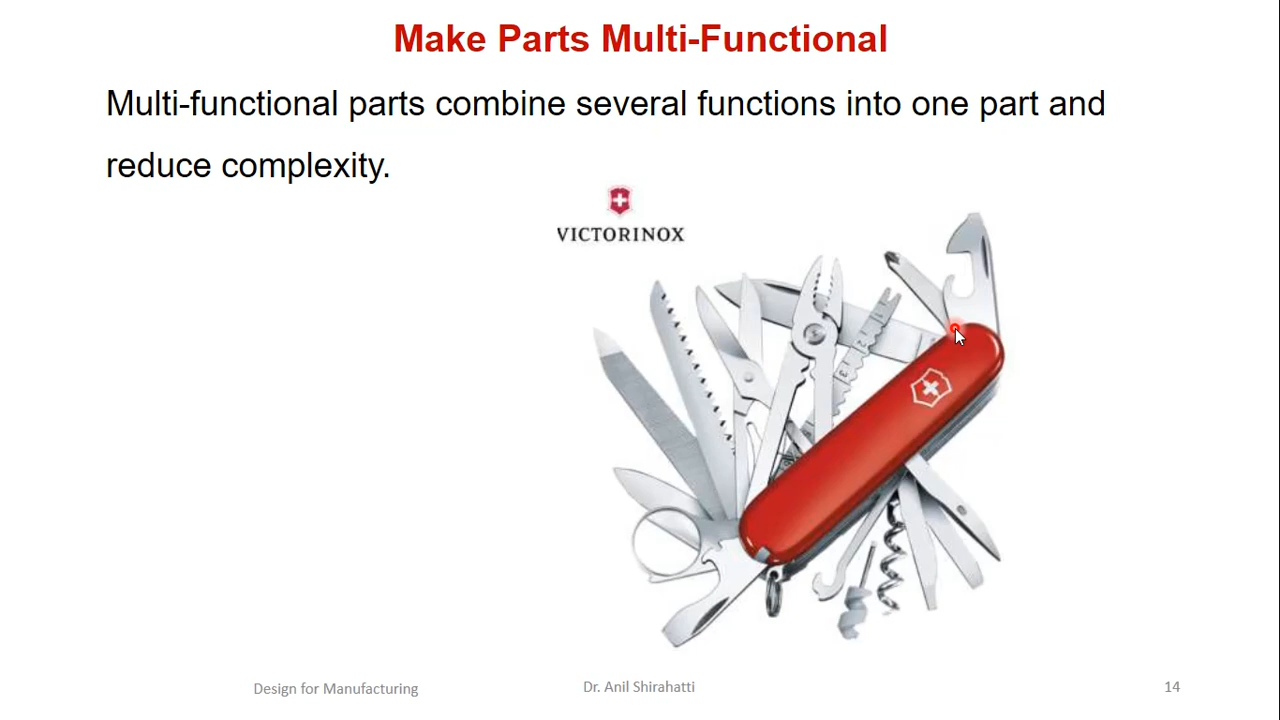 Make Parts Multi-Functional
Multi-functional parts combine several functions into one part and
reduce complexity.
VICTORINOX
Design for Manufacturing
Dr. Anil Shirahatti
14